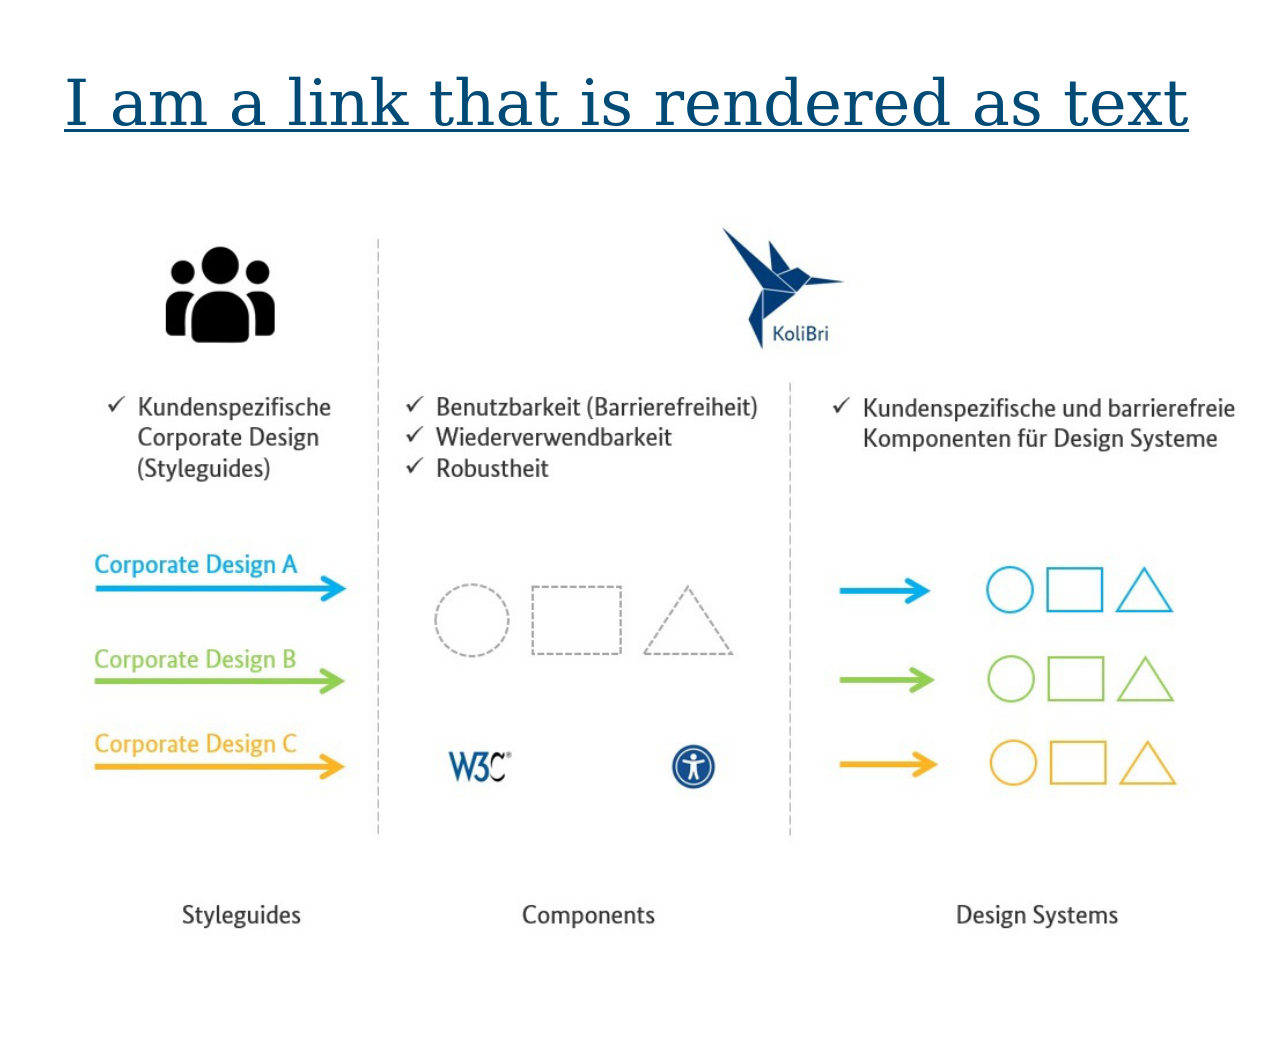 I am a link that is rendered as text
KoliBri
Kundenspezifische
Corporate Design
(Styleguides)
Benutzbarkeit (Barrierefreiheit)
Wiederverwendbarkeit
Robustheit
Kundenspezifische und barrierefreie
Komponenten für Design Systeme
Corporate Design A
Corporate Design B
Corporate Design C
W3C®
Styleguides
Components
Design Systems